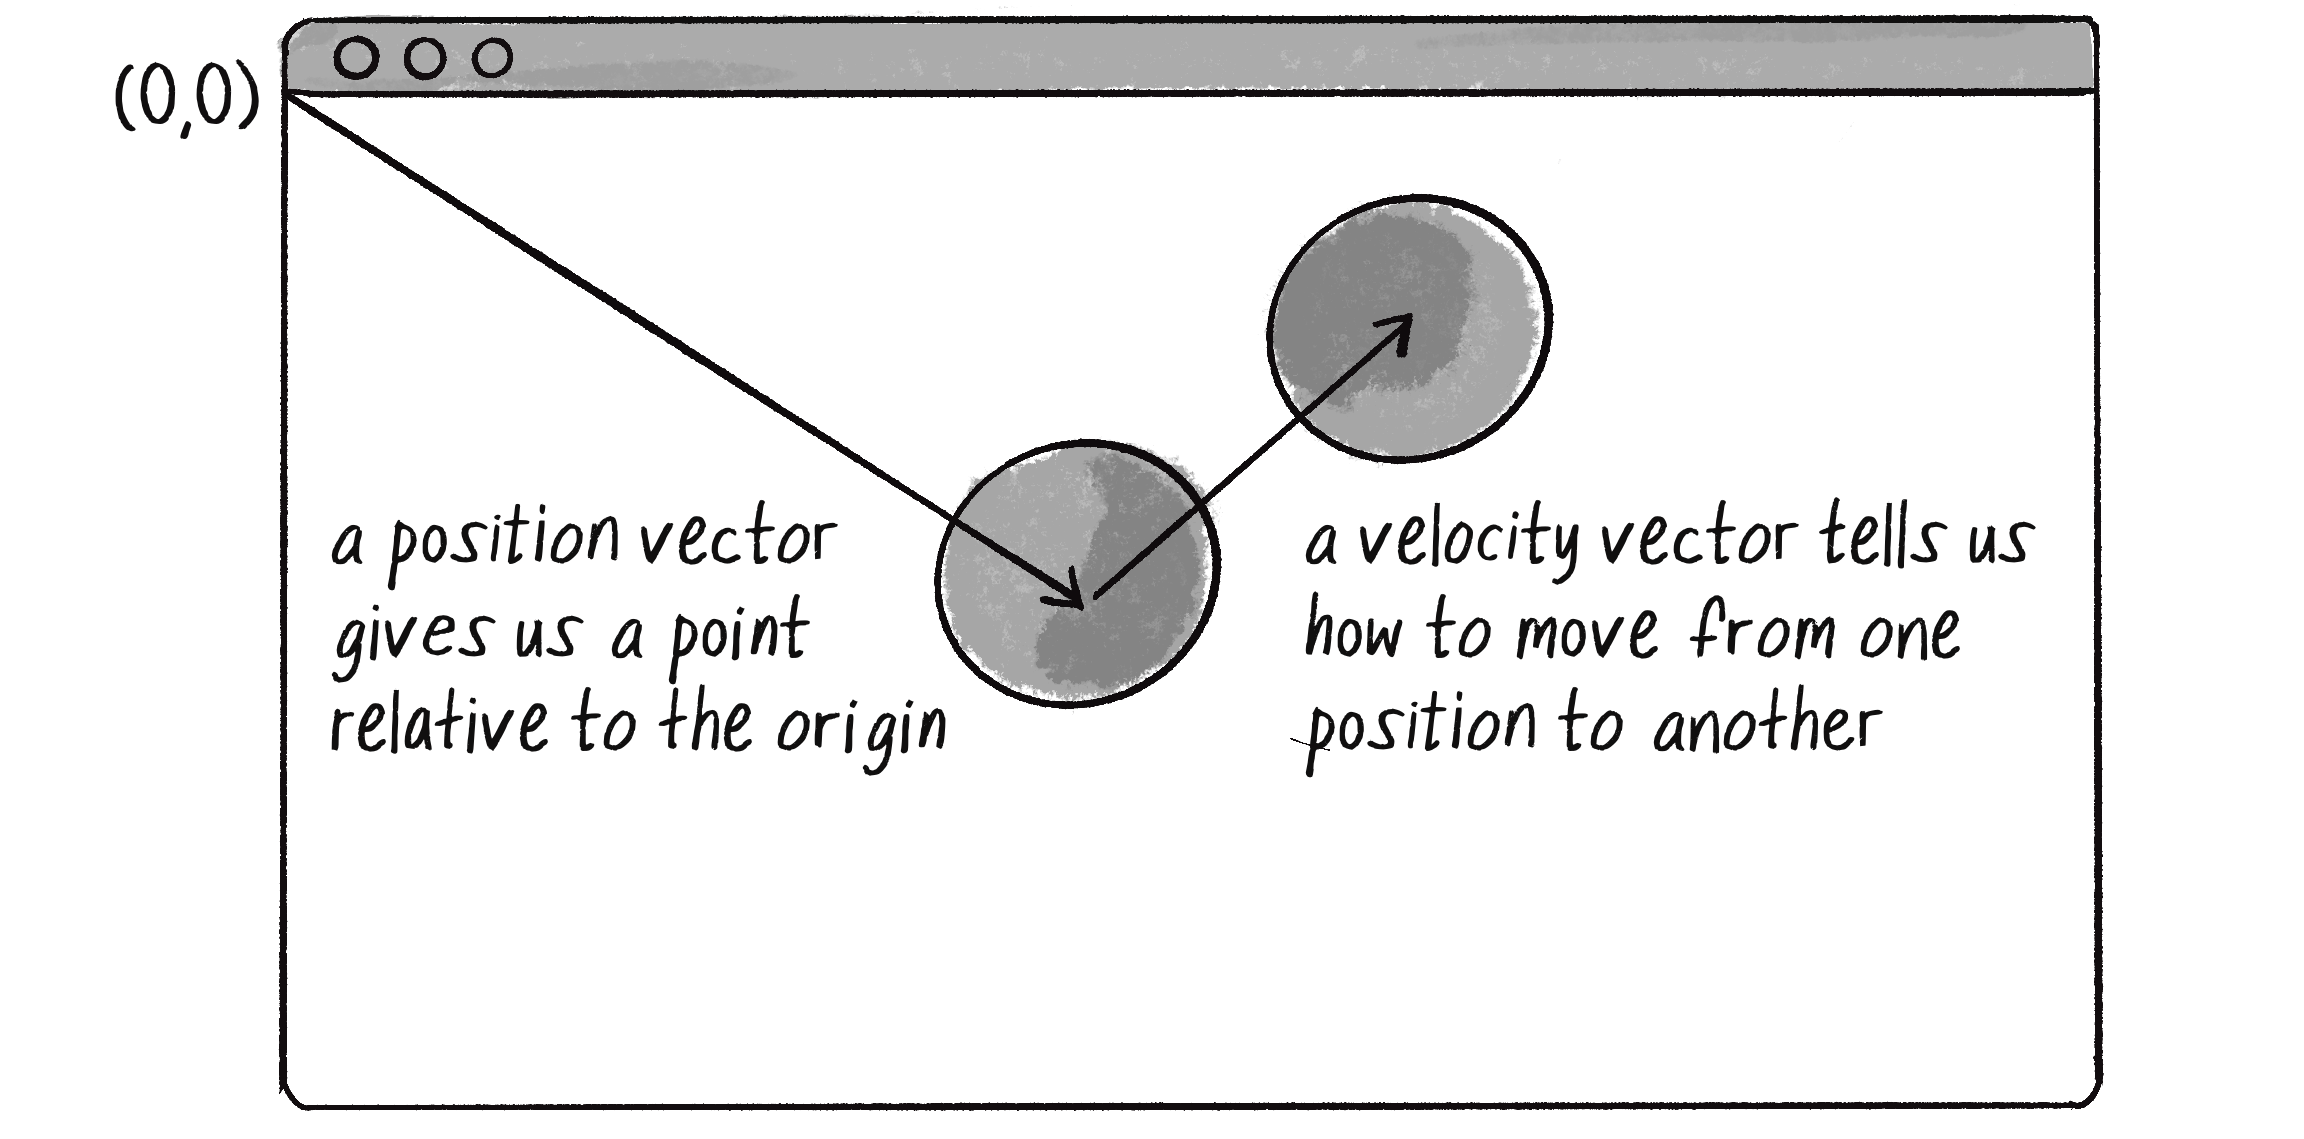 (0,0)
a position vector
gives us a point
relative to the origin
a velocity vector tells us
how to move from one
position to another